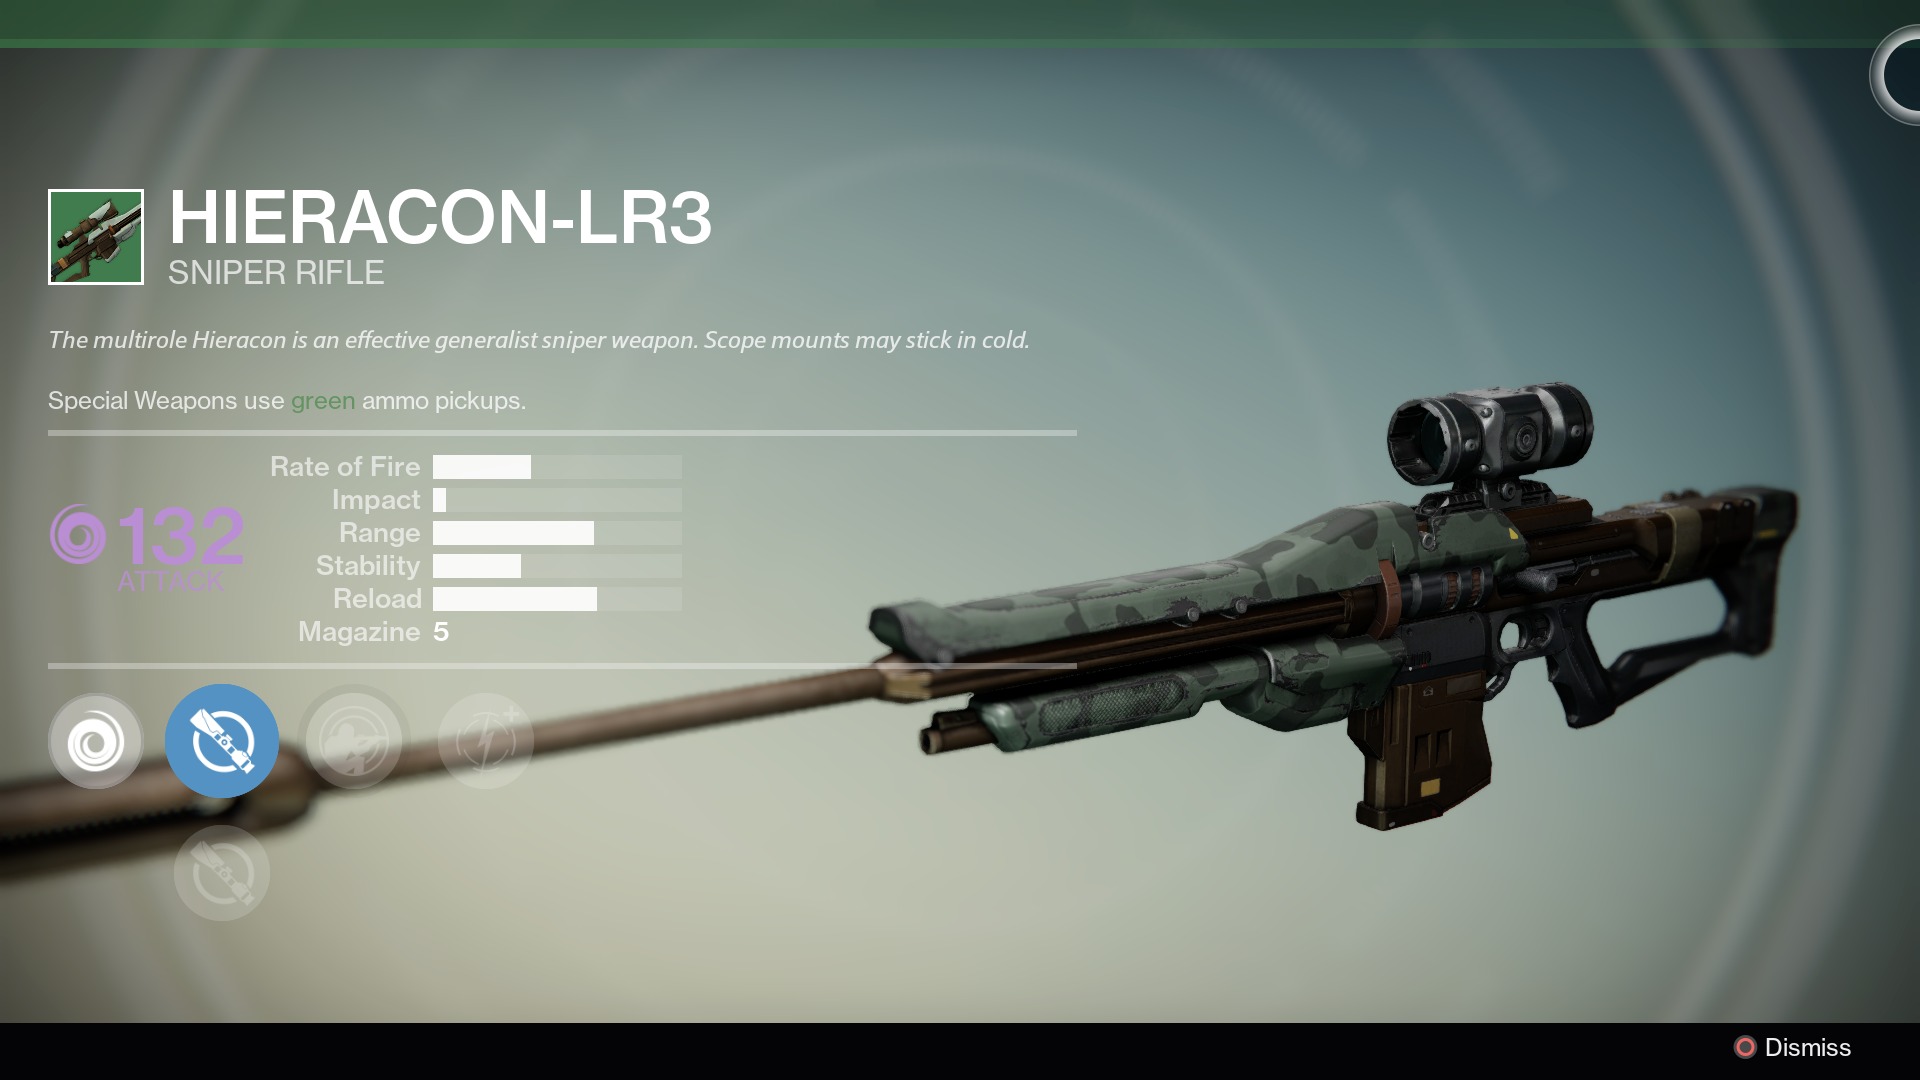 HIERACON-LR3
SNIPER RIFLE
The multirole Hieracon is an effective generalist sniper weapon. Scope mounts may stick in cold.
Special Weapons use green ammo pickups.
132
ATTACK
Rate of Fire
Impact
Range
Stability
Reload
Magazine 5
Dismiss